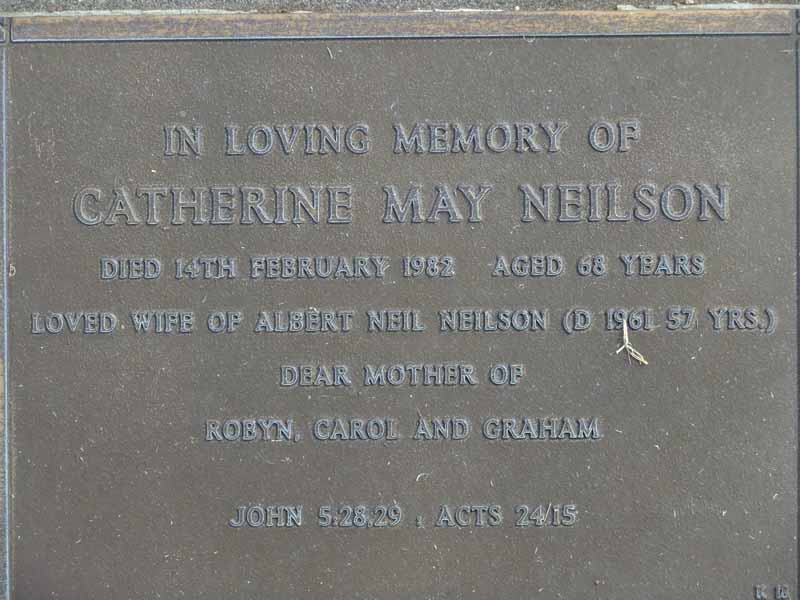 IN LOVING MEMORY OF
CATHERINE MAY NEILSON
DIED 14TH FEBRUARY 1982 AGED 68 YEARS
LOVED WIFE OF ALBERT NEIL NEILSON (D 1961 57 YRS.)
DEAR MOTHER OF
ROBYN, CAROL AND GRAHAM
JOHN 5:28,29 , ACTS 24/15